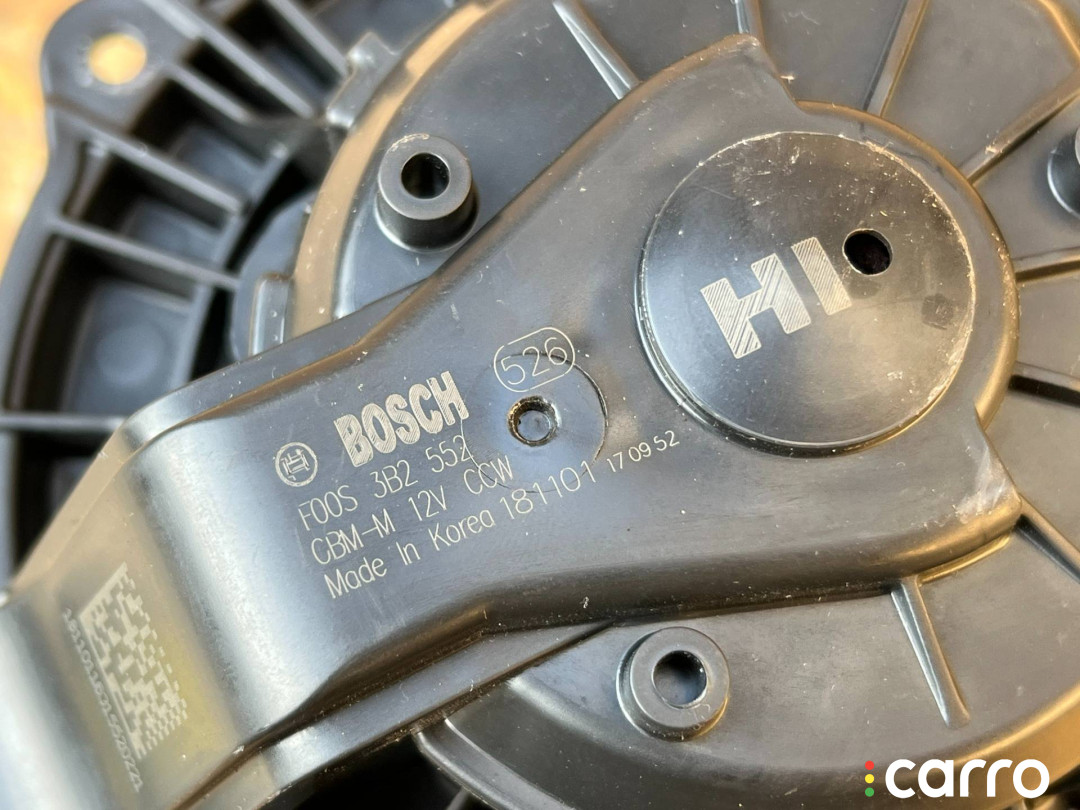 HI
526
BOSCH
F00S 3B2 552
CBM-M 12V CCW
Made In Korea 181101 170952
carro